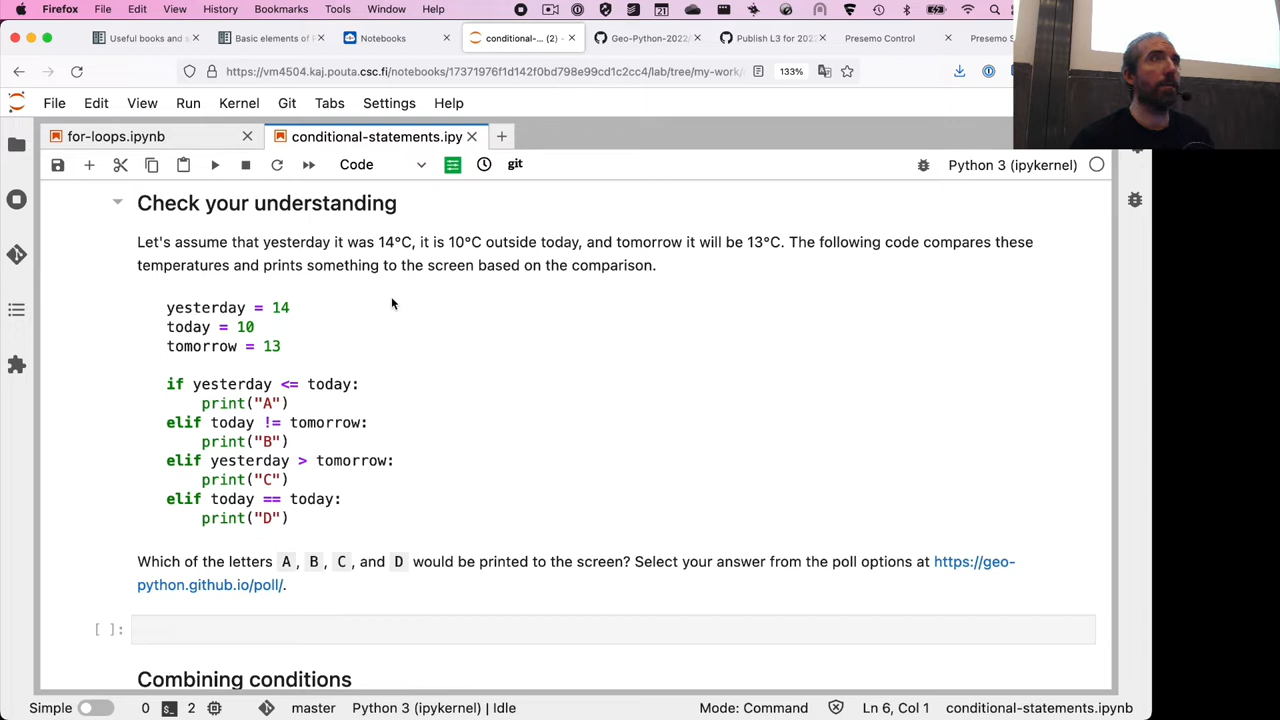 Firefox File Edit View History Bookmarks Tools Window Help
Useful books and s
Basic elements of
Notebooks
conditional-... (2)
Geo-Python-2022/
Publish L3 for 202
Presemo Control
Presemo S
https://vm4504.kaj.pouta.csc.fi/notebooks/17371976f1d142f0bd798e99cd1c2cc4/lab/tree/my-work/
133%
File Edit View Run Kernel Git Tabs Settings Help
for-loops.ipynb
conditional-statements.ipy
Code
git
Python 3 (ipykernel)
Check your understanding
Let's assume that yesterday it was 14°C, it is 10°C outside today, and tomorrow it will be 13°C. The following code compares these
temperatures and prints something to the screen based on the comparison.
yesterday = 14
today = 10
tomorrow = 13
if yesterday <= today:
print("A")
elif today != tomorrow:
print("B")
elif yesterday > tomorrow:
print("C")
elif today == today:
print("D")
Which of the letters A, B, C, and D would be printed to the screen? Select your answer from the poll options at https://geo-
python.github.io/poll/.
[ ]:
Combining conditions
Simple 0 2 master Python 3 (ipykernel) | Idle Mode: Command Ln 6, Col 1 conditional-statements.ipynb